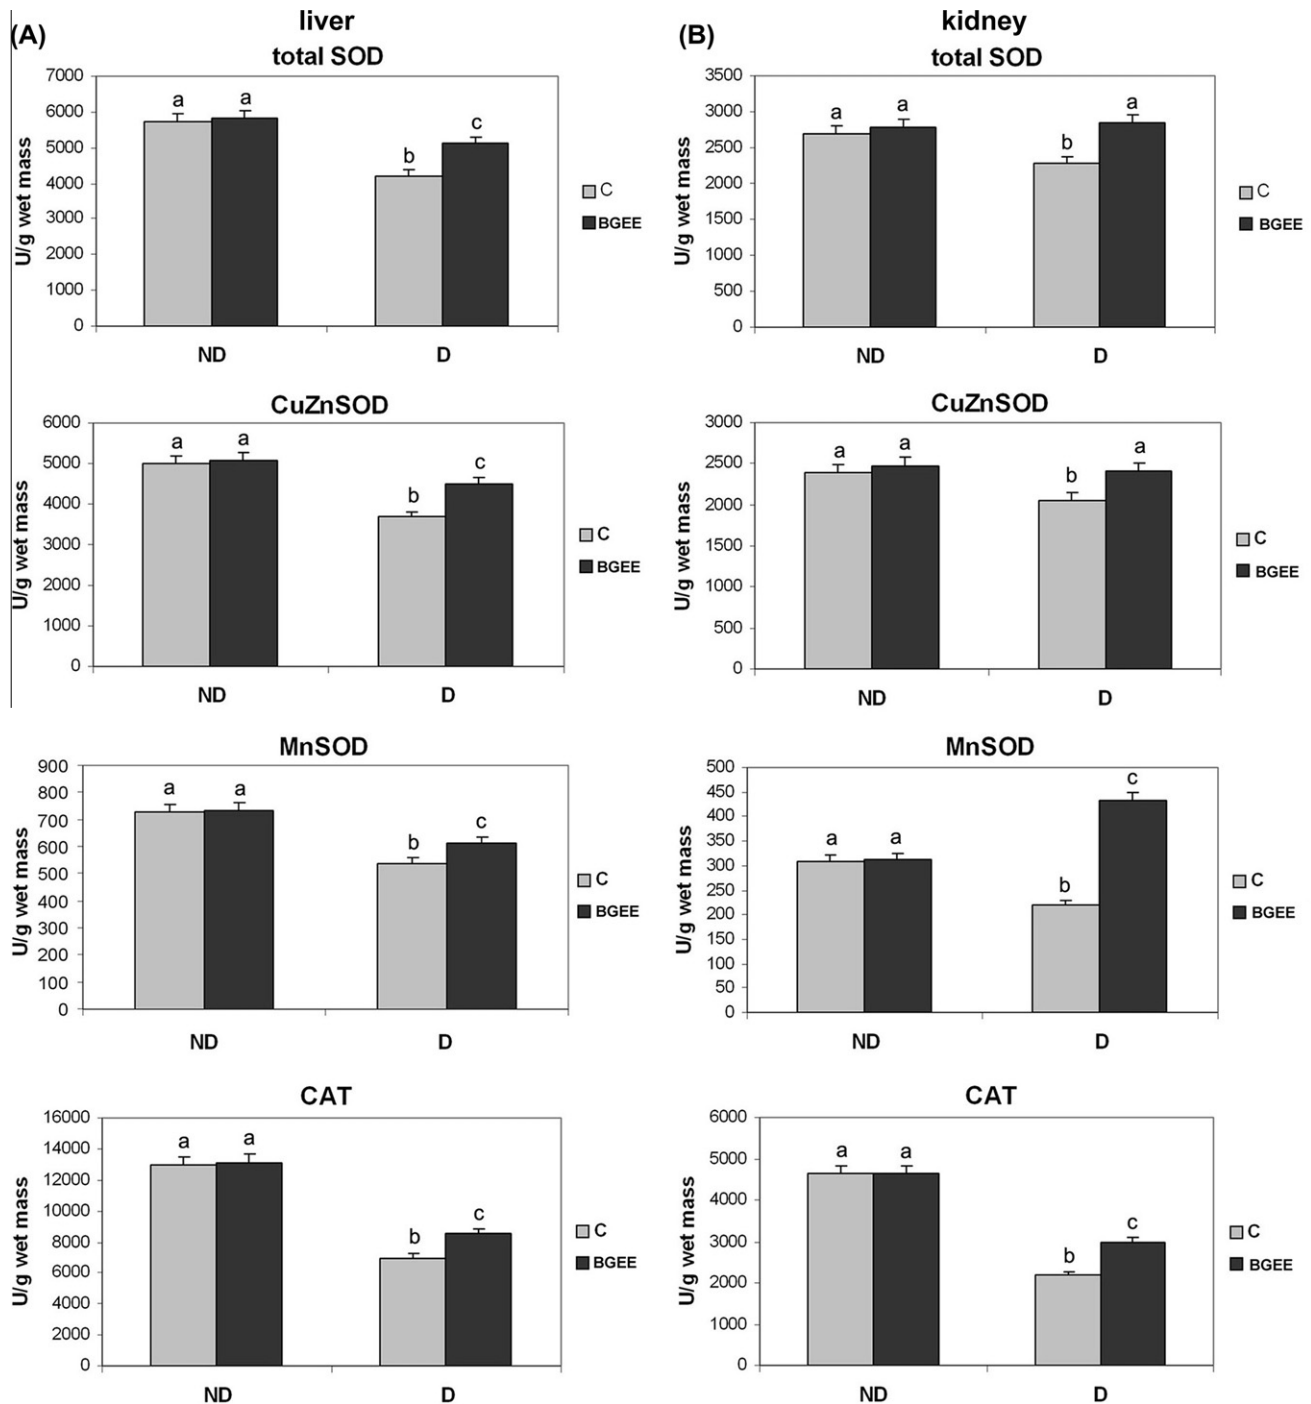 (A)
liver
total SOD
U/g wet mass
7000
6000
5000
4000
3000
2000
1000
0
a
a
b
c
ND
D
C
BGEE
(B)
kidney
total SOD
U/g wet mass
3500
3000
2500
2000
1500
1000
500
0
a
a
b
a
ND
D
C
BGEE
CuZnSOD
U/g wet mass
6000
5000
4000
3000
2000
1000
0
a
a
b
c
ND
D
C
BGEE
CuZnSOD
U/g wet mass
3000
2500
2000
1500
1000
500
0
a
a
b
a
ND
D
C
BGEE
MnSOD
U/g wet mass
900
800
700
600
500
400
300
200
100
0
a
a
b
c
ND
D
C
BGEE
MnSOD
U/g wet mass
500
450
400
350
300
250
200
150
100
50
0
a
a
b
c
ND
D
C
BGEE
CAT
U/g wet mass
16000
14000
12000
10000
8000
6000
4000
2000
0
a
a
b
c
ND
D
C
BGEE
CAT
U/g wet mass
6000
5000
4000
3000
2000
1000
0
a
a
b
c
ND
D
C
BGEE